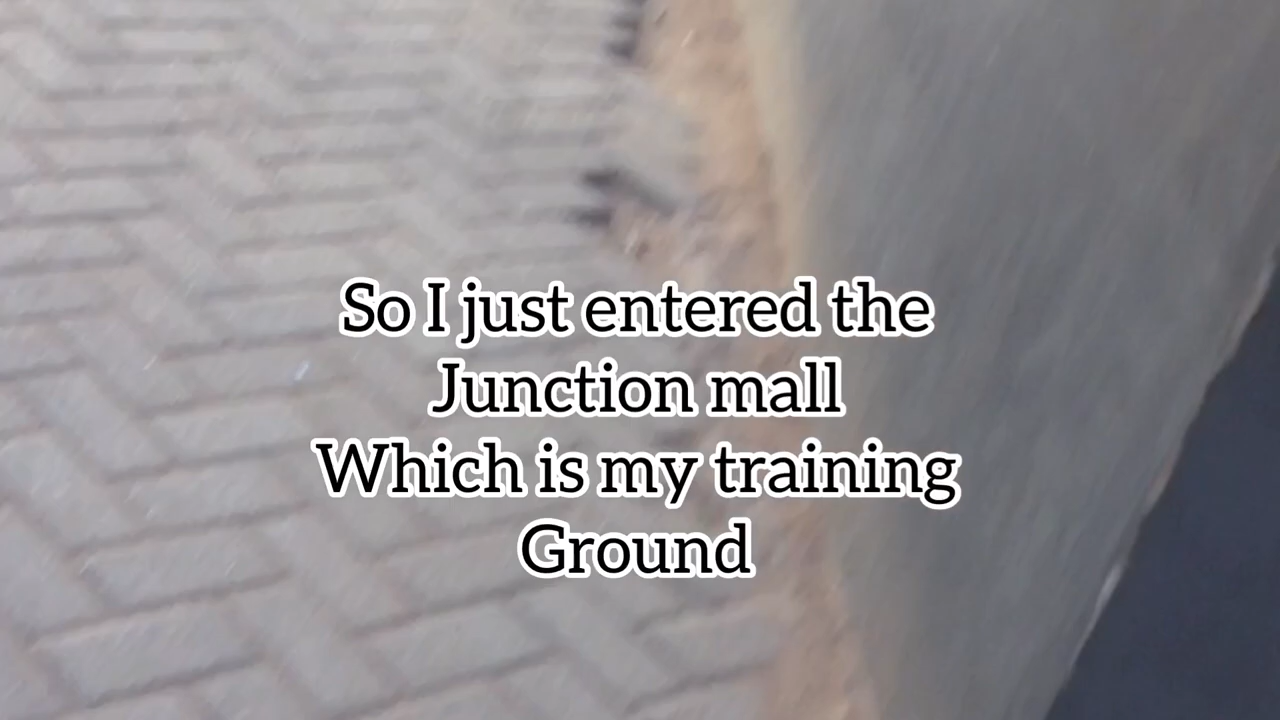 So I just entered the
Junction mall
Which is my training
Ground